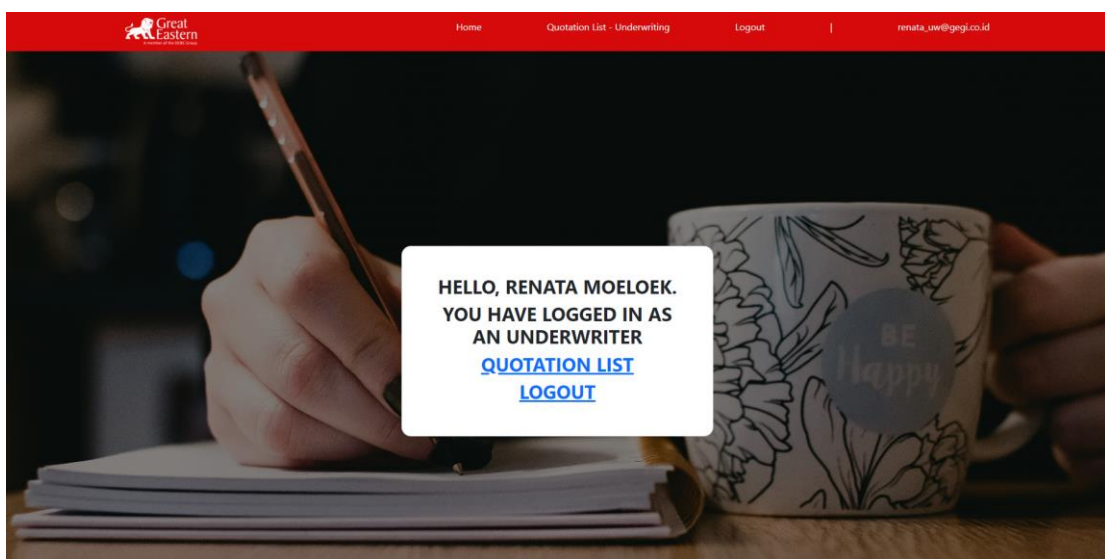 Great
Eastern
Home
Quotation List - Underwriting
Logout
|
renata_uw@gegi.co.id
HELLO, RENATA MOELOEK.
YOU HAVE LOGGED IN AS
AN UNDERWRITER
QUOTATION LIST
LOGOUT
BE
Happy